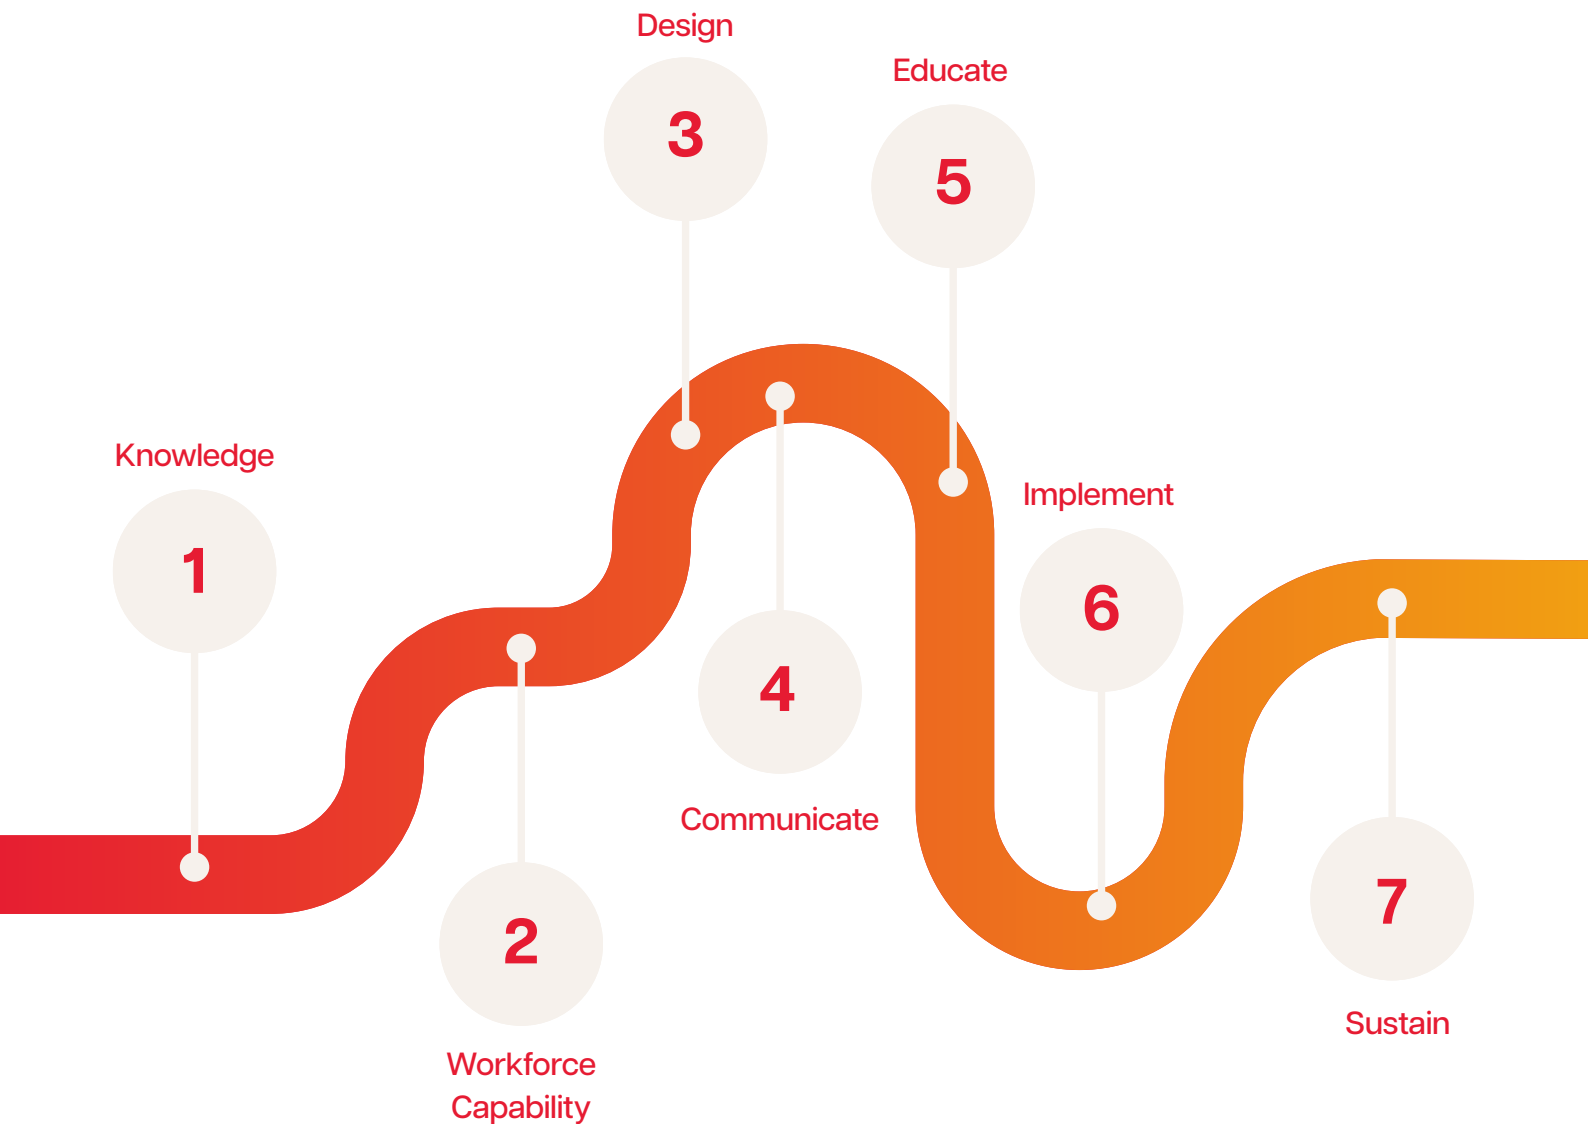 Knowledge
1
2
Workforce
Capability
Design
3
4
Communicate
Educate
5
Implement
6
7
Sustain